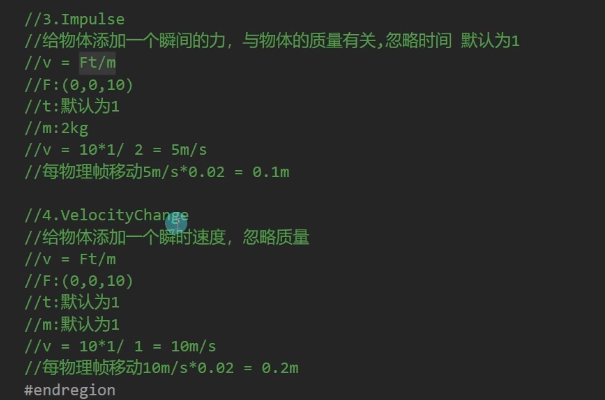 //3.Impulse
//给物体添加一个瞬间的力，与物体的质量有关,忽略时间 默认为1
//v = Ft/m
//F:(0,0,10)
//t:默认为1
//m:2kg
//v = 10*1/ 2 = 5m/s
//每物理帧移动5m/s*0.02 = 0.1m
//4.VelocityChange
//给物体添加一个瞬时速度，忽略质量
//v = Ft/m
//F:(0,0,10)
//t:默认为1
//m:默认为1
//v = 10*1/ 1 = 10m/s
//每物理帧移动10m/s*0.02 = 0.2m
#endregion